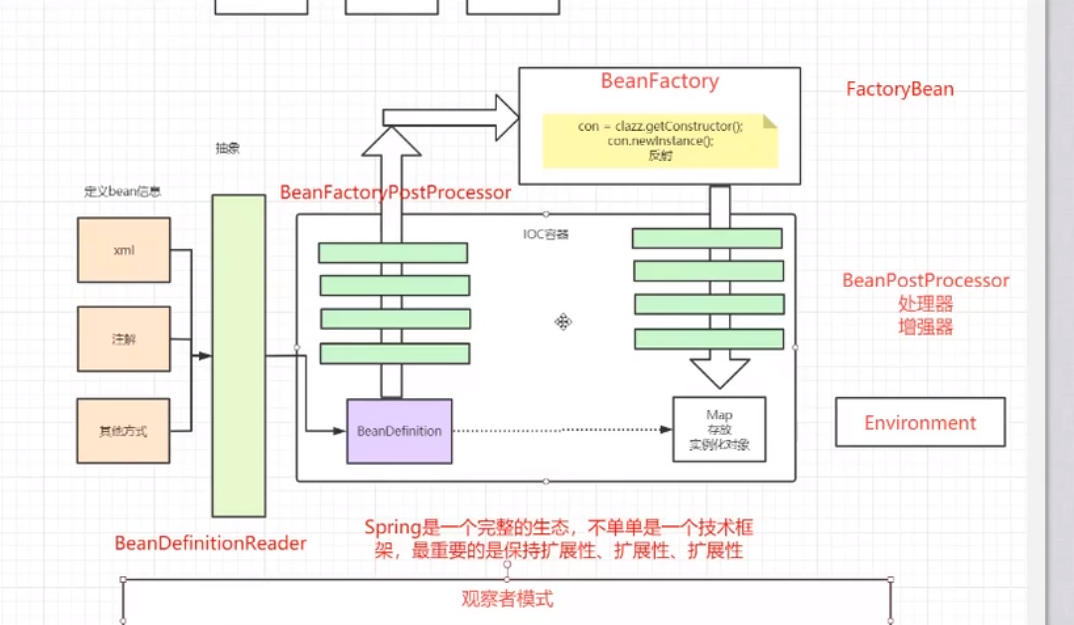 BeanFactory
FactoryBean
con = clazz.getConstructor();
con.newInstance();
反射
抽象
定义bean信息
BeanFactoryPostProcessor
IOC容器
xml
注解
其他方式
BeanPostProcessor
处理器
增强器
BeanDefinition
Map
存放
实例化对象
Environment
BeanDefinitionReader
Spring是一个完整的生态，不单单是一个技术框
架，最重要的是保持扩展性、扩展性、扩展性
观察者模式